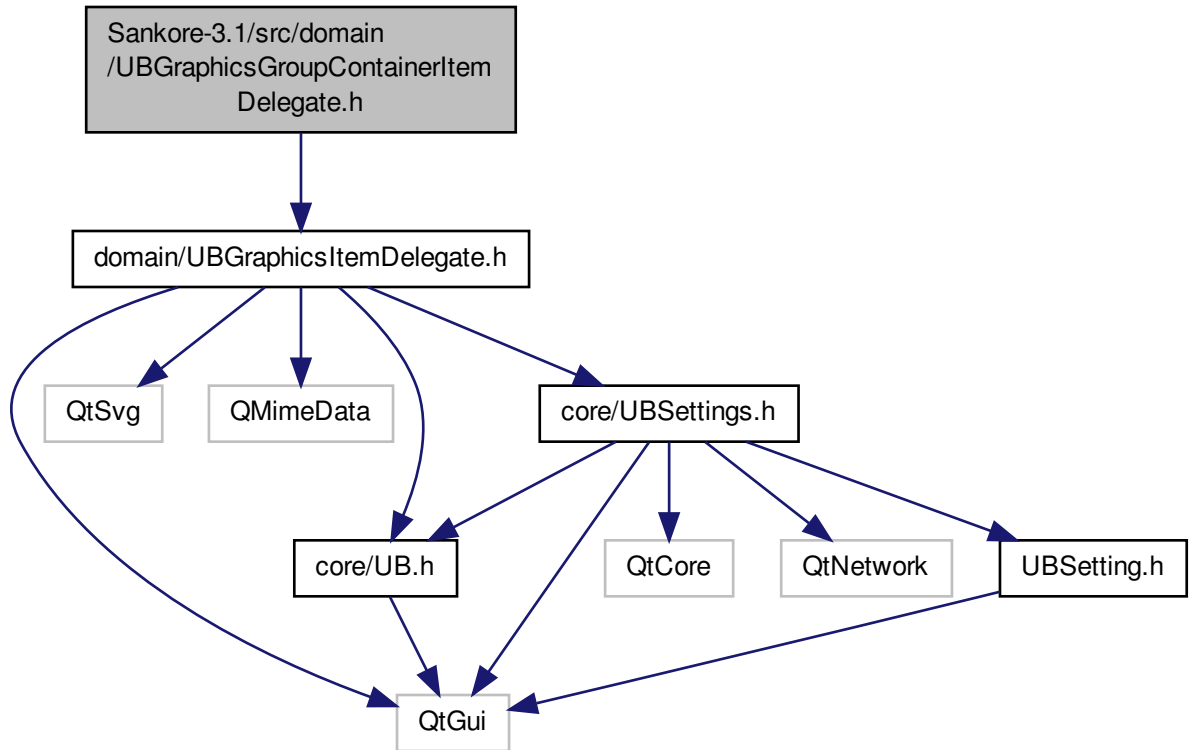 Sankore-3.1/src/domain
/UBGraphicsGroupContainerItem
Delegate.h
domain/UBGraphicsItemDelegate.h
QtSvg
QMimeData
core/UBSettings.h
core/UB.h
QtCore
QtNetwork
UBSetting.h
QtGui